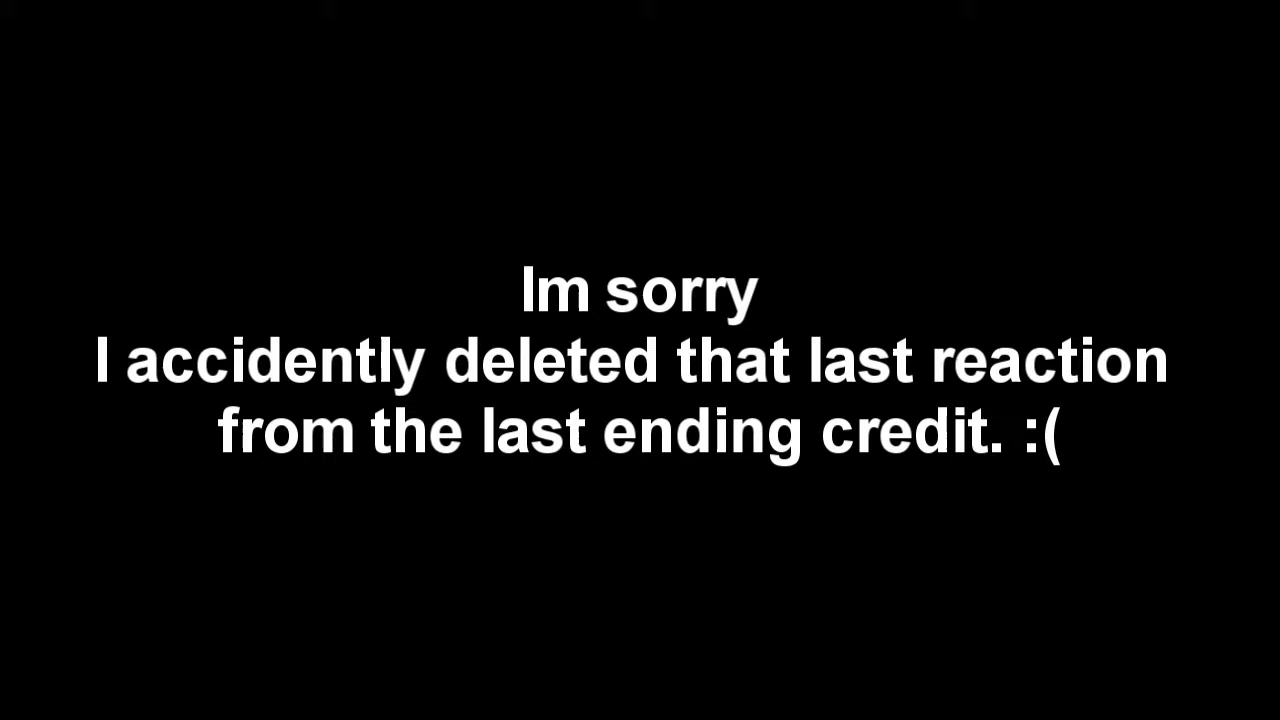 Im sorry
I accidently deleted that last reaction
from the last ending credit. :(